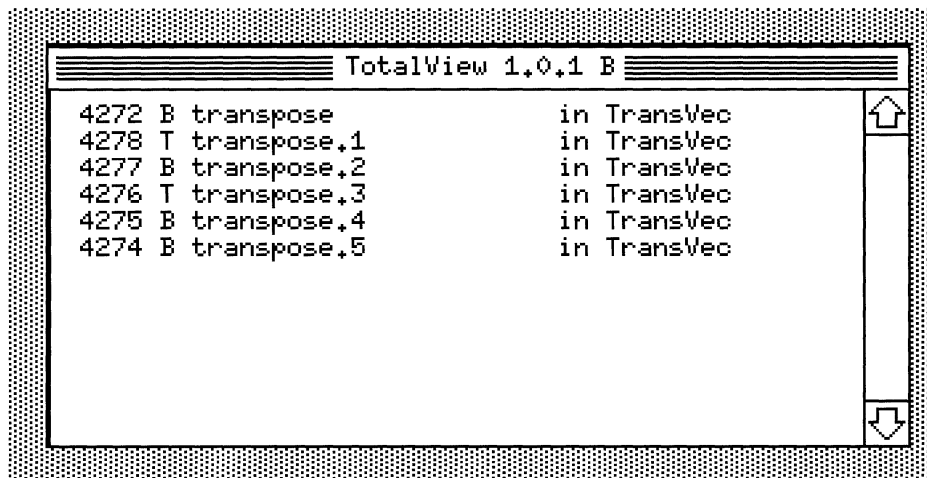 TotalView 1.0.1 B
4272 B transpose in TransVec
4278 T transpose.1 in TransVec
4277 B transpose.2 in TransVec
4276 T transpose.3 in TransVec
4275 B transpose.4 in TransVec
4274 B transpose.5 in TransVec